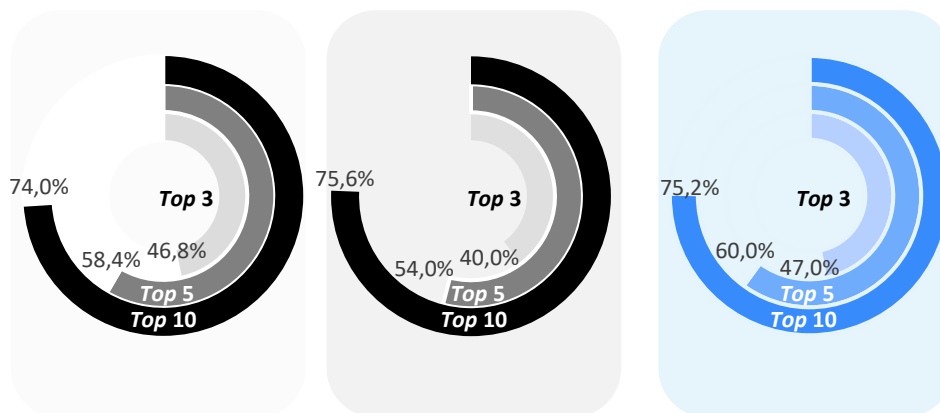 74,0%
Top 3
58,4%
46,8%
Top 5
Top 10
75,6%
Top 3
54,0%
40,0%
Top 5
Top 10
75,2%
Top 3
60,0%
47,0%
Top 5
Top 10